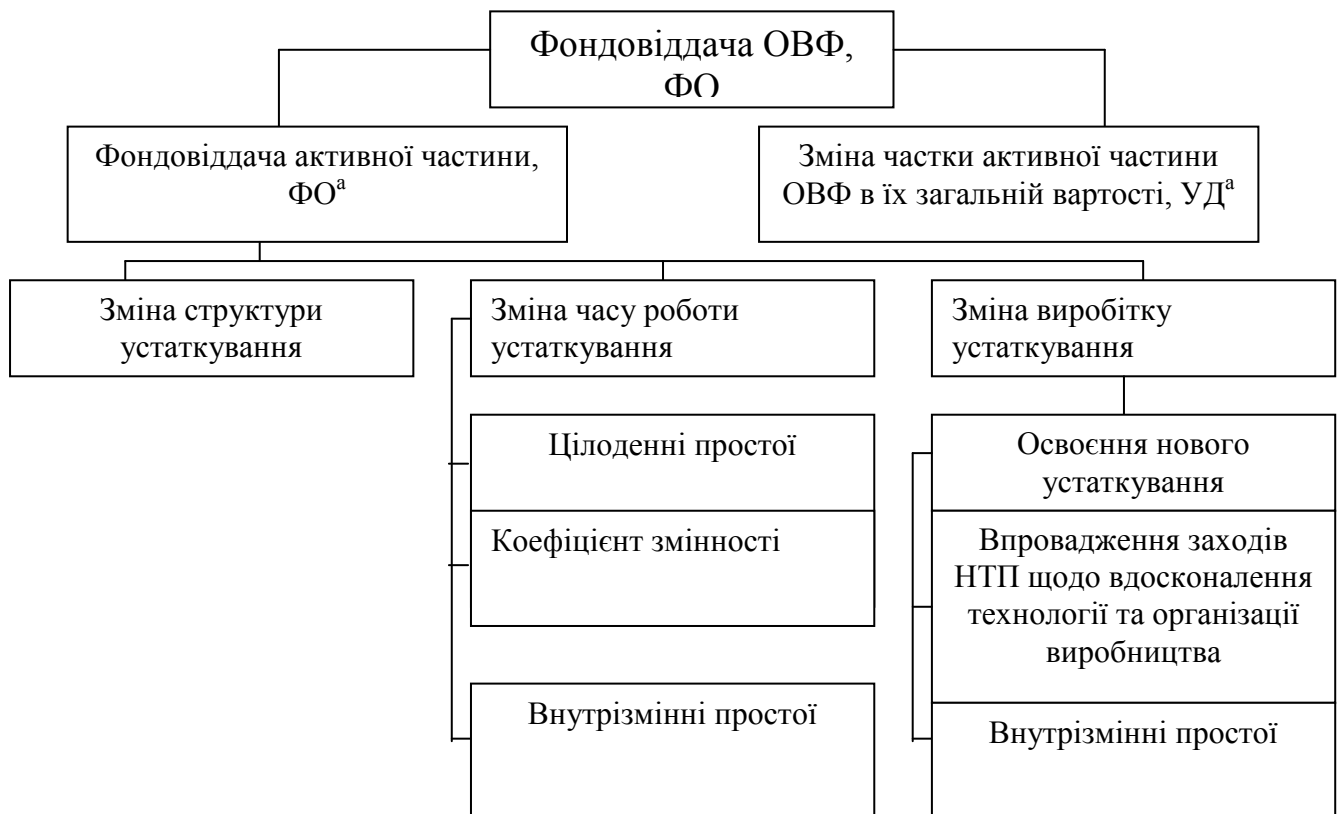 Фондовіддача ОВФ,
ФО
Фондовіддача активної частини,
ФОᵃ
Зміна частки активної частини
ОВФ в їх загальній вартості, УДᵃ
Зміна структури
устаткування
Зміна часу роботи
устаткування
Зміна виробітку
устаткування
Цілоденні простої
Коефіцієнт змінності
Внутрізмінні простої
Освоєння нового
устаткування
Впровадження заходів
НТП щодо вдосконалення
технології та організації
виробництва
Внутрізмінні простої